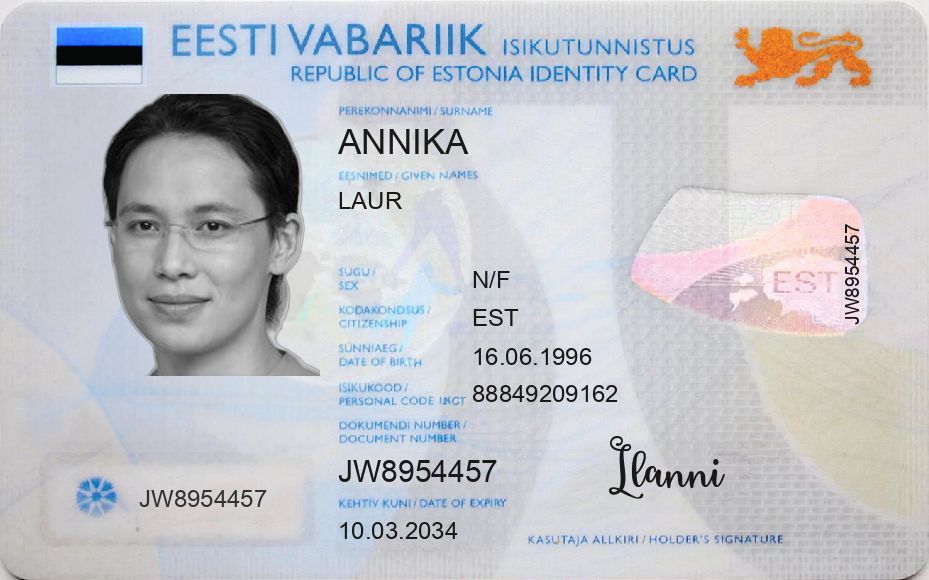 EESTI VABARIIK ISIKUTUNNISTUS
REPUBLIC OF ESTONIA IDENTITY CARD
PEREKONNANIMI / SURNAME
ANNIKA
EESNIMED / GIVEN NAMES
LAUR
SUGU /
SEX
N/F
KODAKONDSUS /
CITIZENSHIP
EST
SÜNNIAEG /
DATE OF BIRTH
16.06.1996
ISIKUKOOD /
PERSONAL CODE
88849209162
DOKUMENDI NUMBER /
DOCUMENT NUMBER
JW8954457
KEHTIV KUNI / DATE OF EXPIRY
10.03.2034
JW8954457
EST
JW8954457
Ilanni
KASUTAJA ALLKIRI / HOLDER'S SIGNATURE